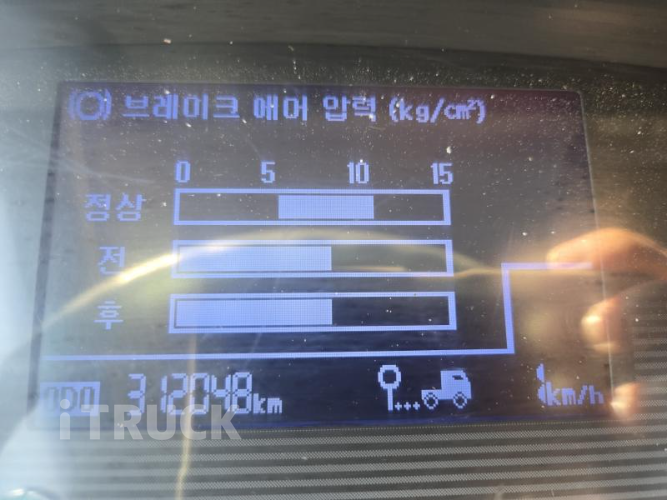 브레이크 에어 압력 (kg/cm²)
0 5 10 15
정상
전
후
ODO 312048km km/h
iTRUCK